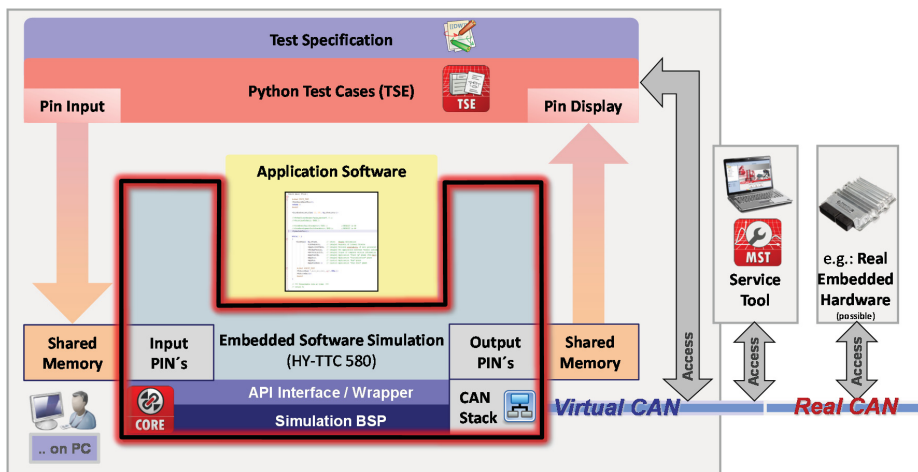 Test Specification
Python Test Cases (TSE)
TSE
Pin Input
Pin Display
Application Software
MST
Service
Tool
e.g.: Real
Embedded
Hardware
(possible)
Shared
Memory
Input
PIN´s
Embedded Software Simulation
(HY-TTC 580)
Output
PIN´s
Shared
Memory
Access
Access
Access
API Interface / Wrapper
CORE
Simulation BSP
CAN
Stack
Virtual CAN
Real CAN
.. on PC